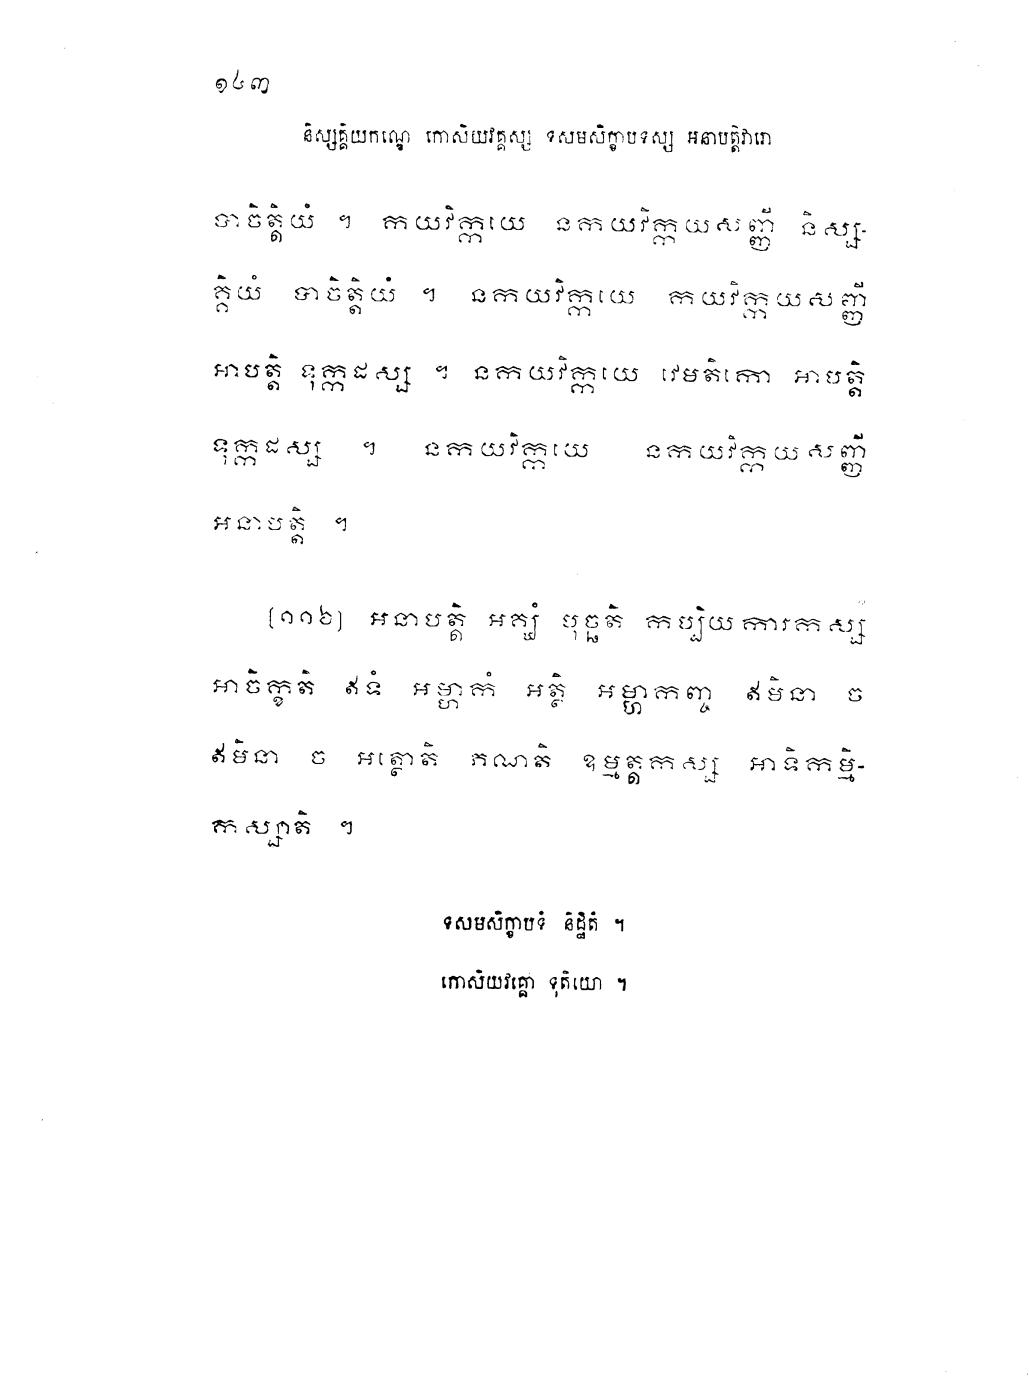 ១៤៣
និស្សគ្គិយកណ្ឌេ កោសិយវគ្គស្ស ទសមសិក្ខាបទស្ស អនាបត្តិវារោ
បាចិត្តិយំ ។ កយវិក្កយេ នកយវិក្កយសញ្ញី និស្ស-
គ្គិយំ បាចិត្តិយំ ។ នកយវិក្កយេ កយវិក្កយសញ្ញី
អាបត្តិ ទុក្កដស្ស ។ នកយវិក្កយេ វេមតិកោ អាបត្តិ
ទុក្កដស្ស ។ នកយវិក្កយេ នកយវិក្កយសញ្ញី
អនាបត្តិ ។
[១១៦] អនាបត្តិ អគ្ឃំ បុច្ឆតិ កប្បិយការកស្ស
អាចិក្ខតិ ឥទំ អម្ហាកំ អត្ថិ អម្ហាកញ្ច ឥមិនា ច
ឥមិនា ច អត្ថោតិ ភណតិ ឧម្មត្តកស្ស អាទិកម្មិ-
កស្សាតិ ។
ទសមសិក្ខាបទំ និដ្ឋិតំ ។
កោសិយវគ្គោ ទុតិយោ ។